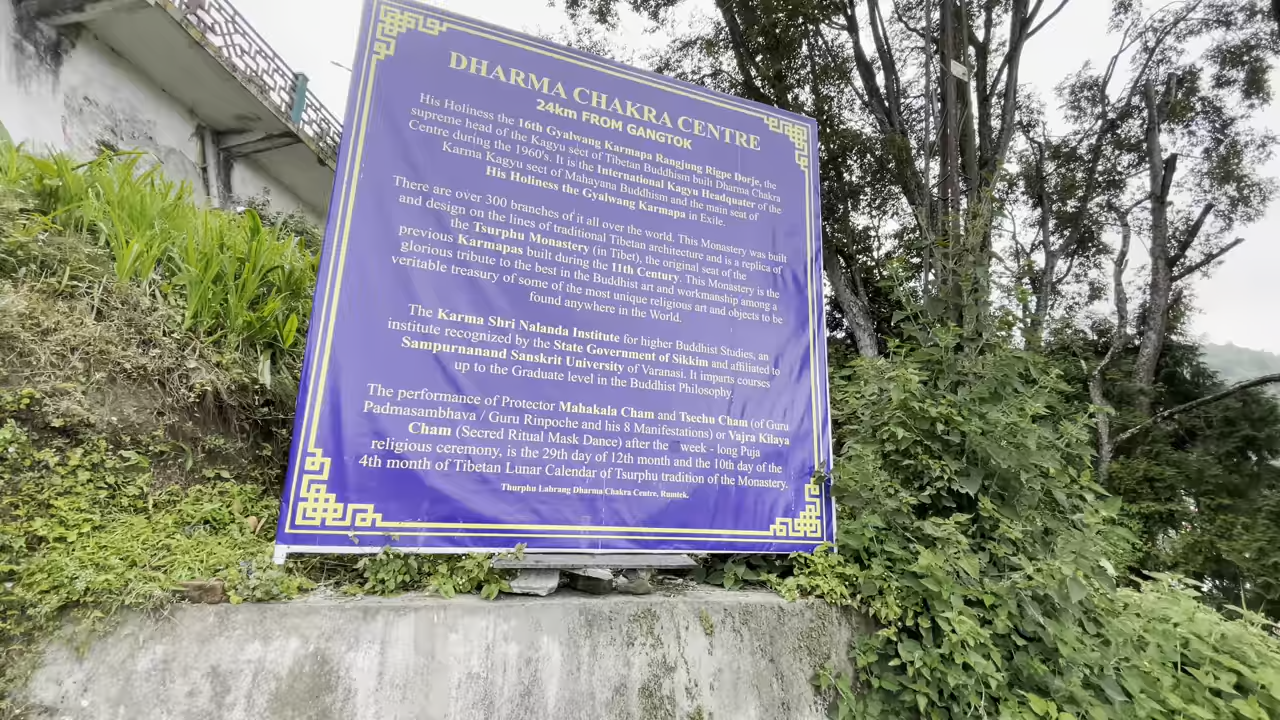 DHARMA CHAKRA CENTRE
24km FROM GANGTOK
His Holiness the 16th Gyalwang Karmapa Rangjung Rigpe Dorje, the
supreme head of the Kagyu sect of Tibetan Buddhism built Dharma Chakra
Centre during the 1960's. It is the International Kagyu Headquater of the
Karma Kagyu sect of Mahayana Buddhism and the main seat of
His Holiness the Gyalwang Karmapa in Exile.
There are over 300 branches of it all over the world. This Monastery was built
and design on the lines of traditional Tibetan architecture and is a replica of
the Tsurphu Monastery (in Tibet), the original seat of the
previous Karmapas built during the 11th Century. This Monastery is the
glorious tribute to the best in the Buddhist art and workmanship among a
veritable treasury of some of the most unique religious art and objects to be
found anywhere in the World.
The Karma Shri Nalanda Institute for higher Buddhist Studies, an
institute recognized by the State Government of Sikkim and affiliated to
Sampurnanand Sanskrit University of Varanasi. It imparts courses
up to the Graduate level in the Buddhist Philosophy.
The performance of Protector Mahakala Cham and Tsechu Cham (of Guru
Padmasambhava / Guru Rinpoche and his 8 Manifestations) or Vajra Kilaya
Cham (Secred Ritual Mask Dance) after the week - long Puja
religious ceremony, is the 29th day of 12th month and the 10th day of the
4th month of Tibetan Lunar Calendar of Tsurphu tradition of the Monastery.
Thurphu Labrang Dharma Chakra Centre, Rumtek.